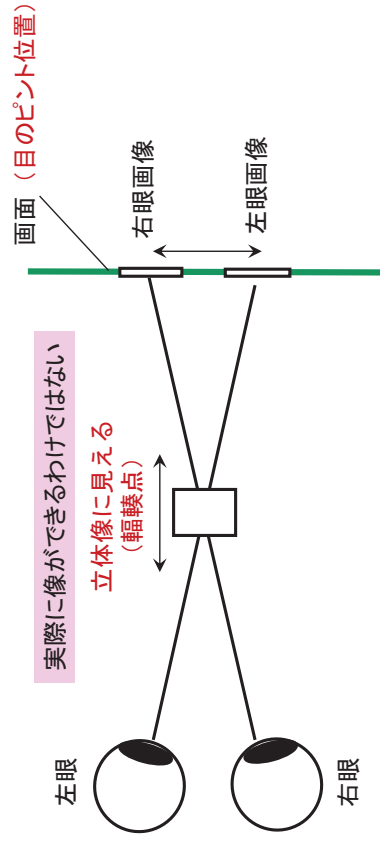 実際に像ができるわけではない
画面（目のピント位置）
立体像に見える
（輻輳点）
左眼
右眼画像
右眼
左眼画像